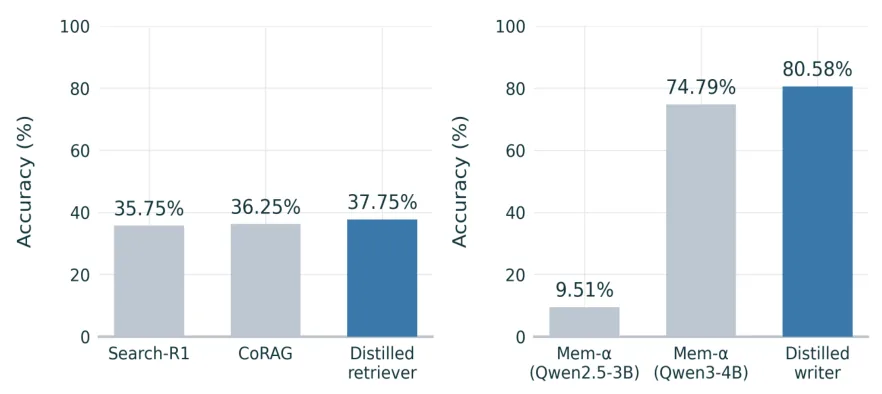 Accuracy (%)
100
80
60
40
20
0
35.75%
36.25%
37.75%
Search-R1
CoRAG
Distilled
retriever
Accuracy (%)
100
80
60
40
20
0
9.51%
74.79%
80.58%
Mem-α
(Qwen2.5-3B)
Mem-α
(Qwen3-4B)
Distilled
writer